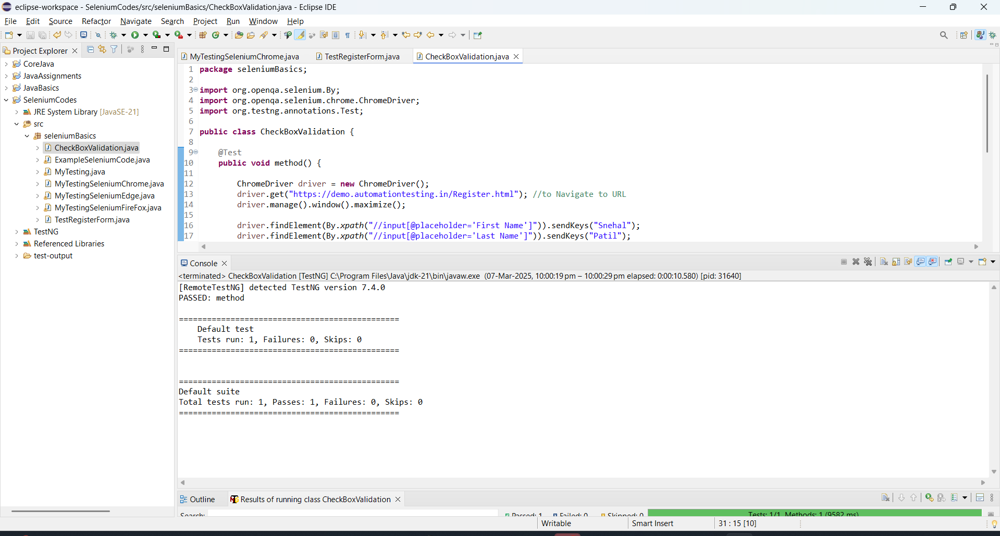 eclipse-workspace - SeleniumCodes/src/seleniumBasics/CheckBoxValidation.java - Eclipse IDE
File Edit Source Refactor Navigate Search Project Run Window Help
Project Explorer
CoreJava
JavaAssignments
JavaBasics
SeleniumCodes
JRE System Library [JavaSE-21]
src
seleniumBasics
CheckBoxValidation.java
ExampleSeleniumCode.java
MyTesting.java
MyTestingSeleniumChrome.java
MyTestingSeleniumEdge.java
MyTestingSeleniumFireFox.java
TestRegisterForm.java
TestNG
Referenced Libraries
test-output
MyTestingSeleniumChrome.java TestRegisterForm.java CheckBoxValidation.java
1 package seleniumBasics;
2
3 import org.openqa.selenium.By;
4 import org.openqa.selenium.chrome.ChromeDriver;
5 import org.testng.annotations.Test;
6
7 public class CheckBoxValidation {
8
9 @Test
10 public void method() {
11
12 ChromeDriver driver = new ChromeDriver();
13 driver.get("https://demo.automationtesting.in/Register.html"); //to Navigate to URL
14 driver.manage().window().maximize();
15
16 driver.findElement(By.xpath("//input[@placeholder='First Name']")).sendKeys("Snehal");
17 driver.findElement(By.xpath("//input[@placeholder='Last Name']")).sendKeys("Patil");
Console
<terminated> CheckBoxValidation [TestNG] C:\Program Files\Java\jdk-21\bin\javaw.exe (07-Mar-2025, 10:00:19 pm – 10:00:29 pm elapsed: 0:00:10.580) [pid: 31640]
[RemoteTestNG] detected TestNG version 7.4.0
PASSED: method
===============================================
Default test
Tests run: 1, Failures: 0, Skips: 0
===============================================
===============================================
Default suite
Total tests run: 1, Passes: 1, Failures: 0, Skips: 0
===============================================
Outline Results of running class CheckBoxValidation
Search: Passed: 1 Failed: 0 Skipped: 0 Tests: 1/1 Methods: 1 (9582 ms)
Writable Smart Insert 31 : 15 [10]